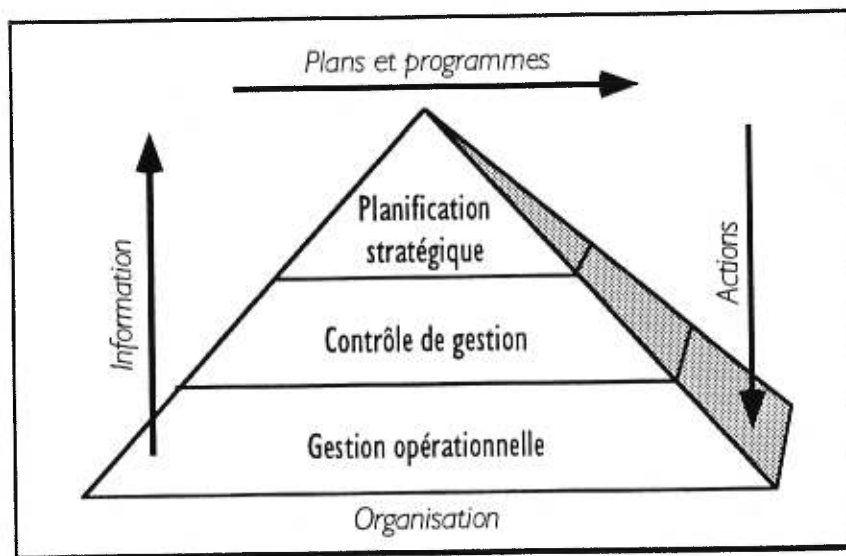 Plans et programmes
Planification
stratégique
Information
Actions
Contrôle de gestion
Gestion opérationnelle
Organisation